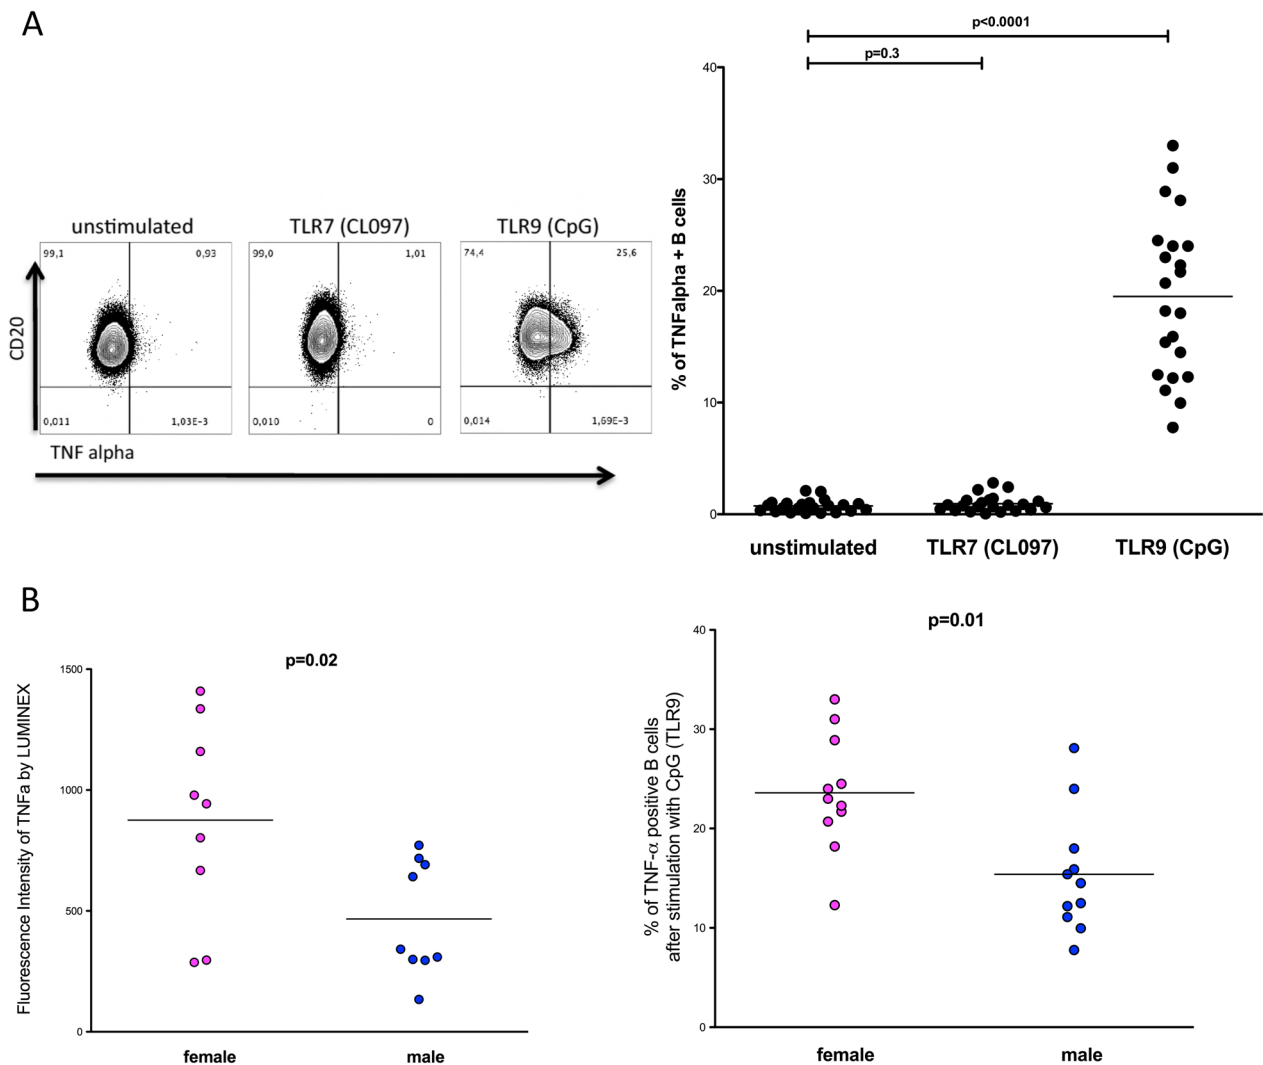 A
unstimulated
TLR7 (CL097)
TLR9 (CpG)
99,1
0,93
99,0
1,01
74,4
25,6
CD20
0,011
1,03E-3
0,010
0
0,014
1,69E-3
TNF alpha
p<0.0001
p=0.3
% of TNFalpha + B cells
40
30
20
10
0
unstimulated
TLR7 (CL097)
TLR9 (CpG)
B
p=0.02
Fluorescence Intensity of TNFa by LUMINEX
1500
1000
500
0
female
male
p=0.01
% of TNF-α positive B cells
after stimulation with CpG (TLR9)
40
30
20
10
0
female
male